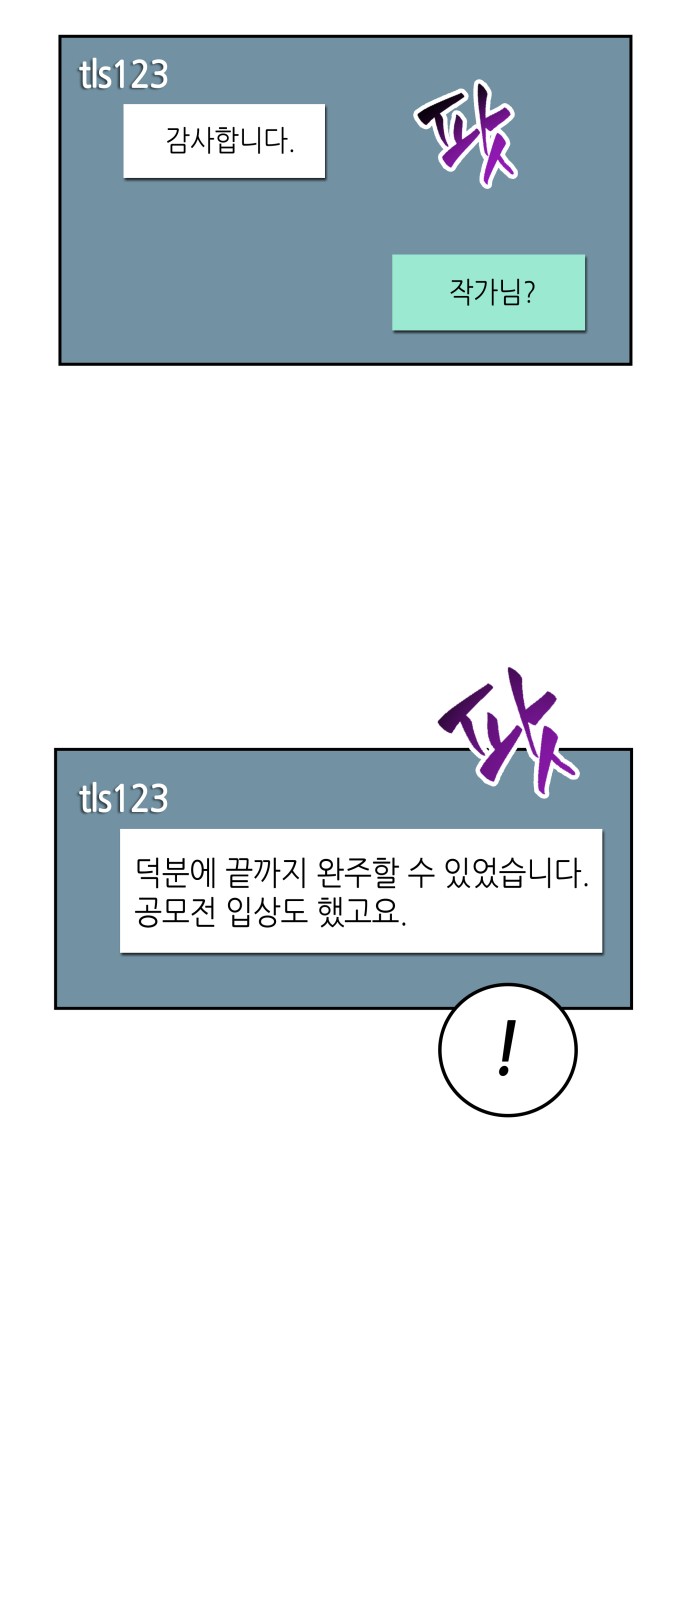 tls123
감사합니다.
팟
작가님?
팟
tls123
덕분에 끝까지 완주할 수 있었습니다.
공모전 입상도 했고요.
!